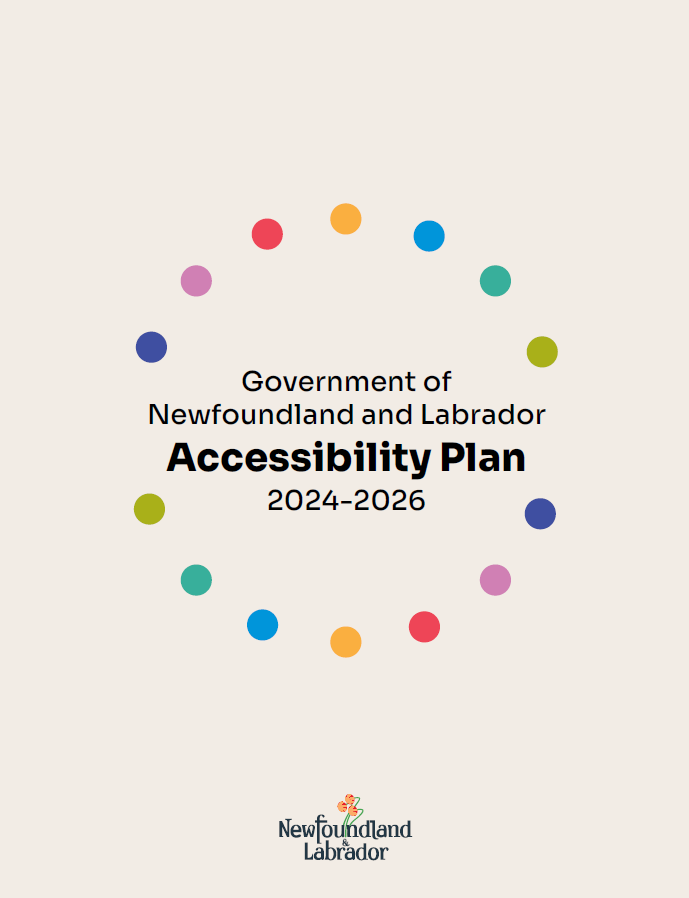 Government of
Newfoundland and Labrador
Accessibility Plan
2024-2026
Newfoundland
&
Labrador